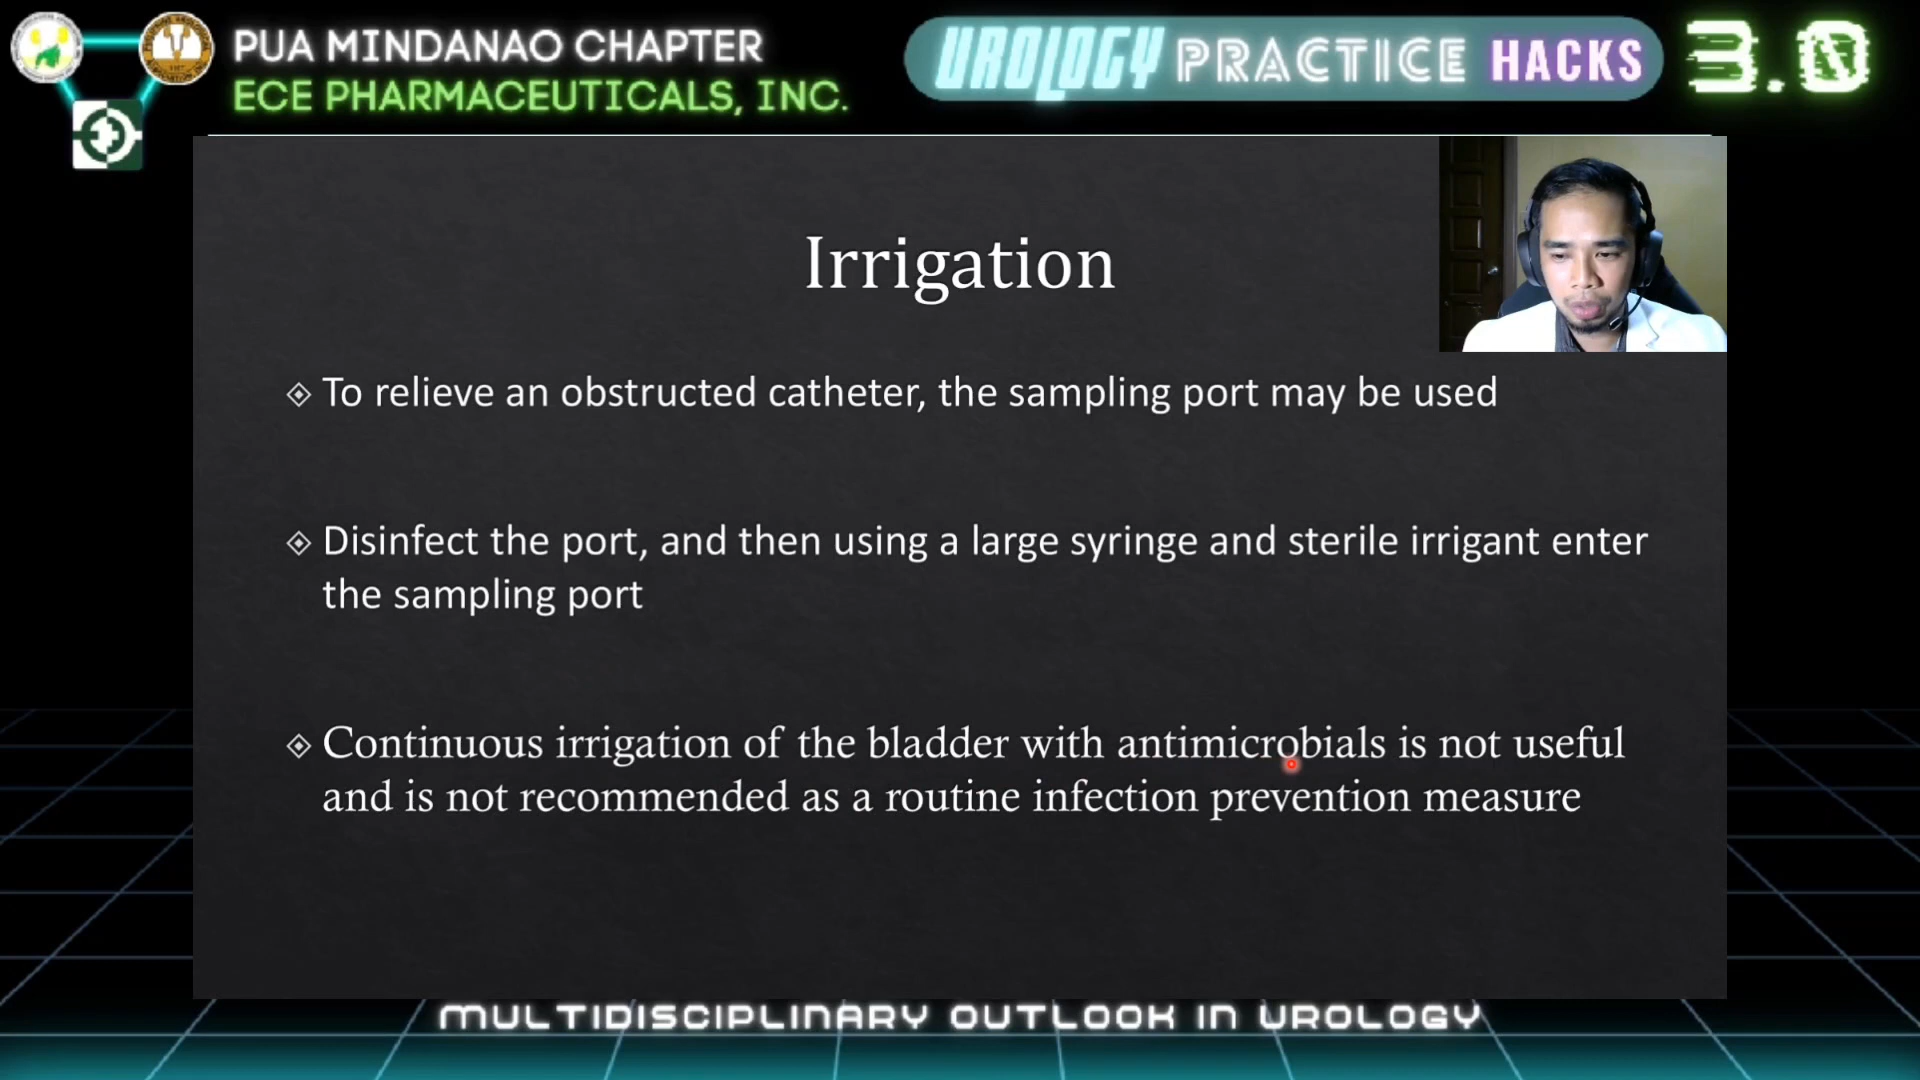 PUA MINDANAO CHAPTER
ECE PHARMACEUTICALS, INC.
UROLOGY PRACTICE HACKS 3.0
Irrigation
To relieve an obstructed catheter, the sampling port may be used
Disinfect the port, and then using a large syringe and sterile irrigant enter
the sampling port
Continuous irrigation of the bladder with antimicrobials is not useful
and is not recommended as a routine infection prevention measure
MULTIDISCIPLINARY OUTLOOK IN UROLOGY